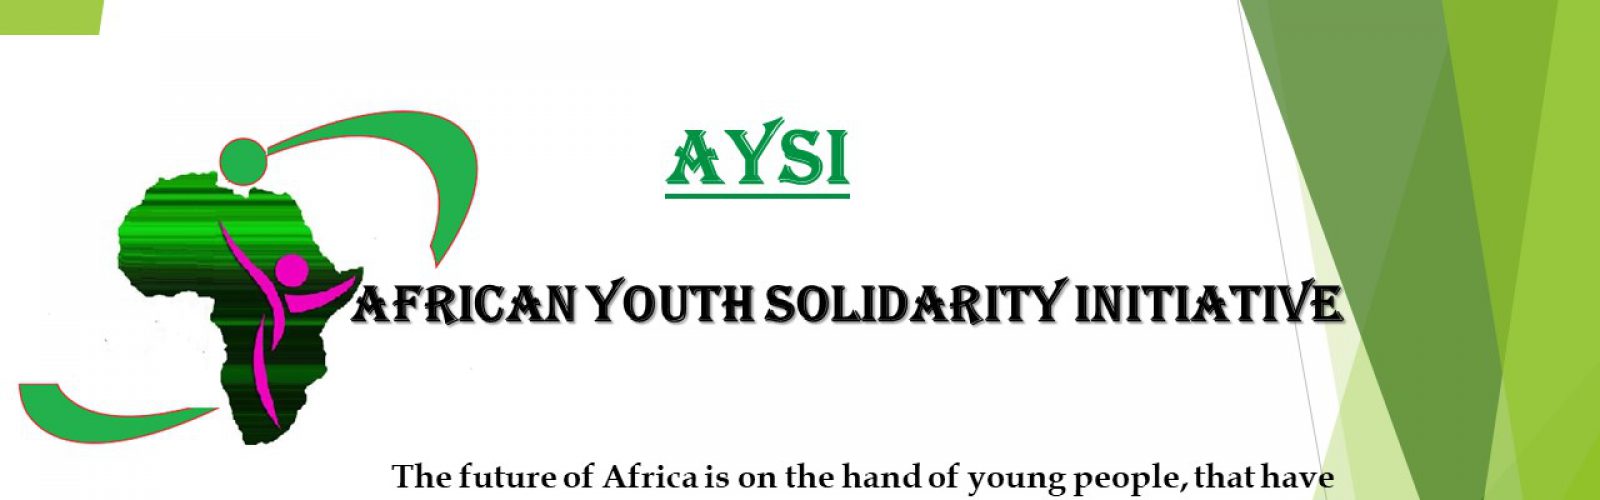 AYSI
AFRICAN YOUTH SOLIDARITY INITIATIVE
The future of Africa is on the hand of young people, that have